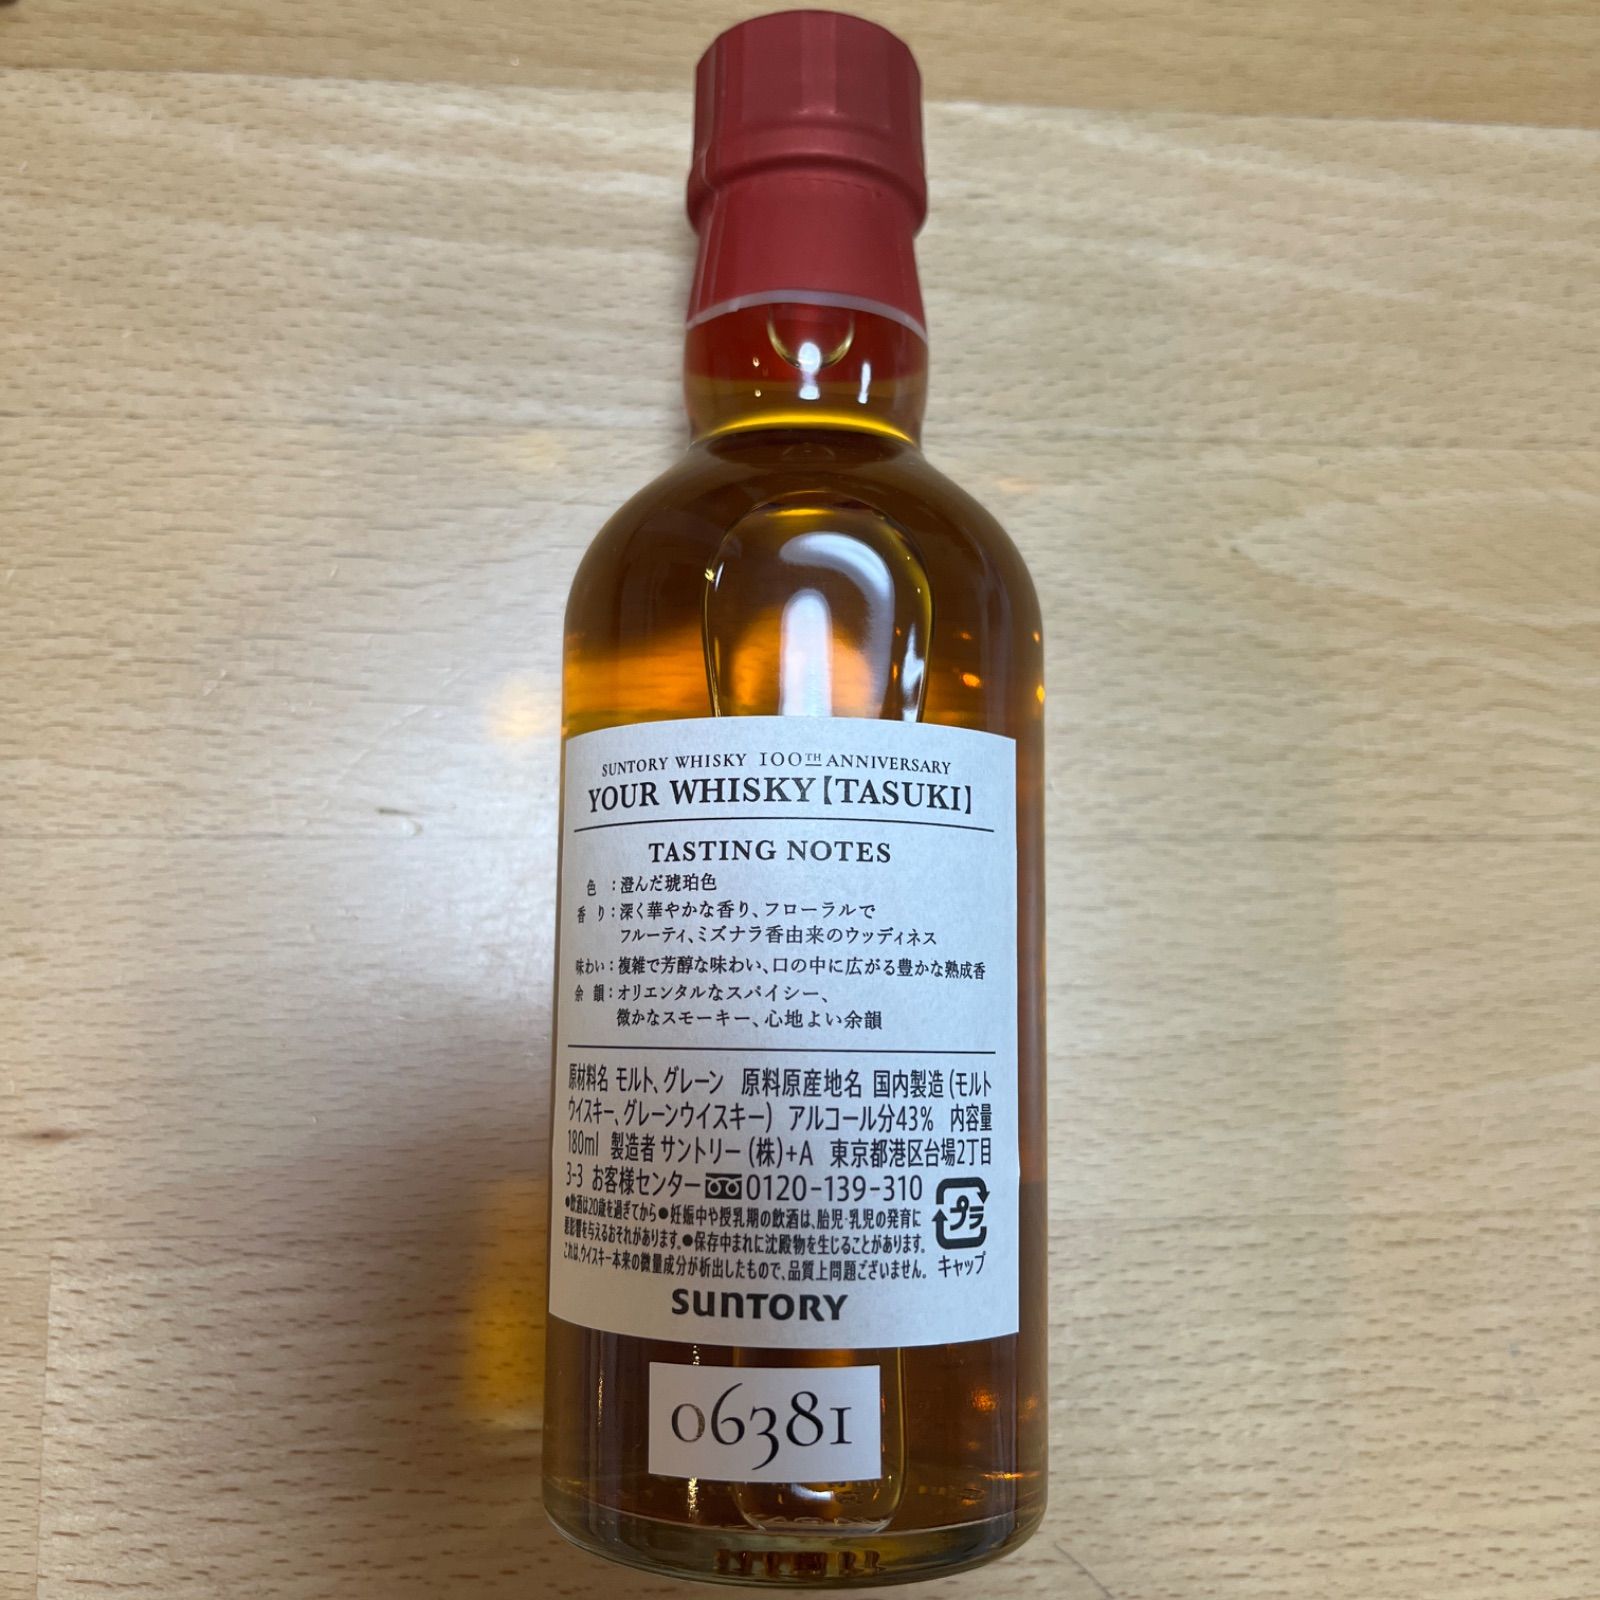 SUNTORY WHISKY 100TH ANNIVERSARY
YOUR WHISKY【TASUKI】
TASTING NOTES
色 ：澄んだ琥珀色
香 り：深く華やかな香り、フローラルで
フルーティ、ミズナラ香由来のウッディネス
味わい：複雑で芳醇な味わい、口の中に広がる豊かな熟成香
余 韻：オリエンタルなスパイシー、
微かなスモーキー、心地よい余韻
原材料名 モルト、グレーン 原料原産地名 国内製造（モルト
ウイスキー、グレーンウイスキー） アルコール分43% 内容量
180ml 製造者 サントリー（株）+A 東京都港区台場2丁目
3-3 お客様センター 0120-139-310
●飲酒は20歳を過ぎてから●妊娠中や授乳期の飲酒は、胎児・乳児の発育に
悪影響を与えるおそれがあります。●保存中まれに沈殿物を生じることがあります。
これは、ウイスキー本来の微量成分が析出したもので、品質上問題ございません。
プラ
キャップ
SUNTORY
06381